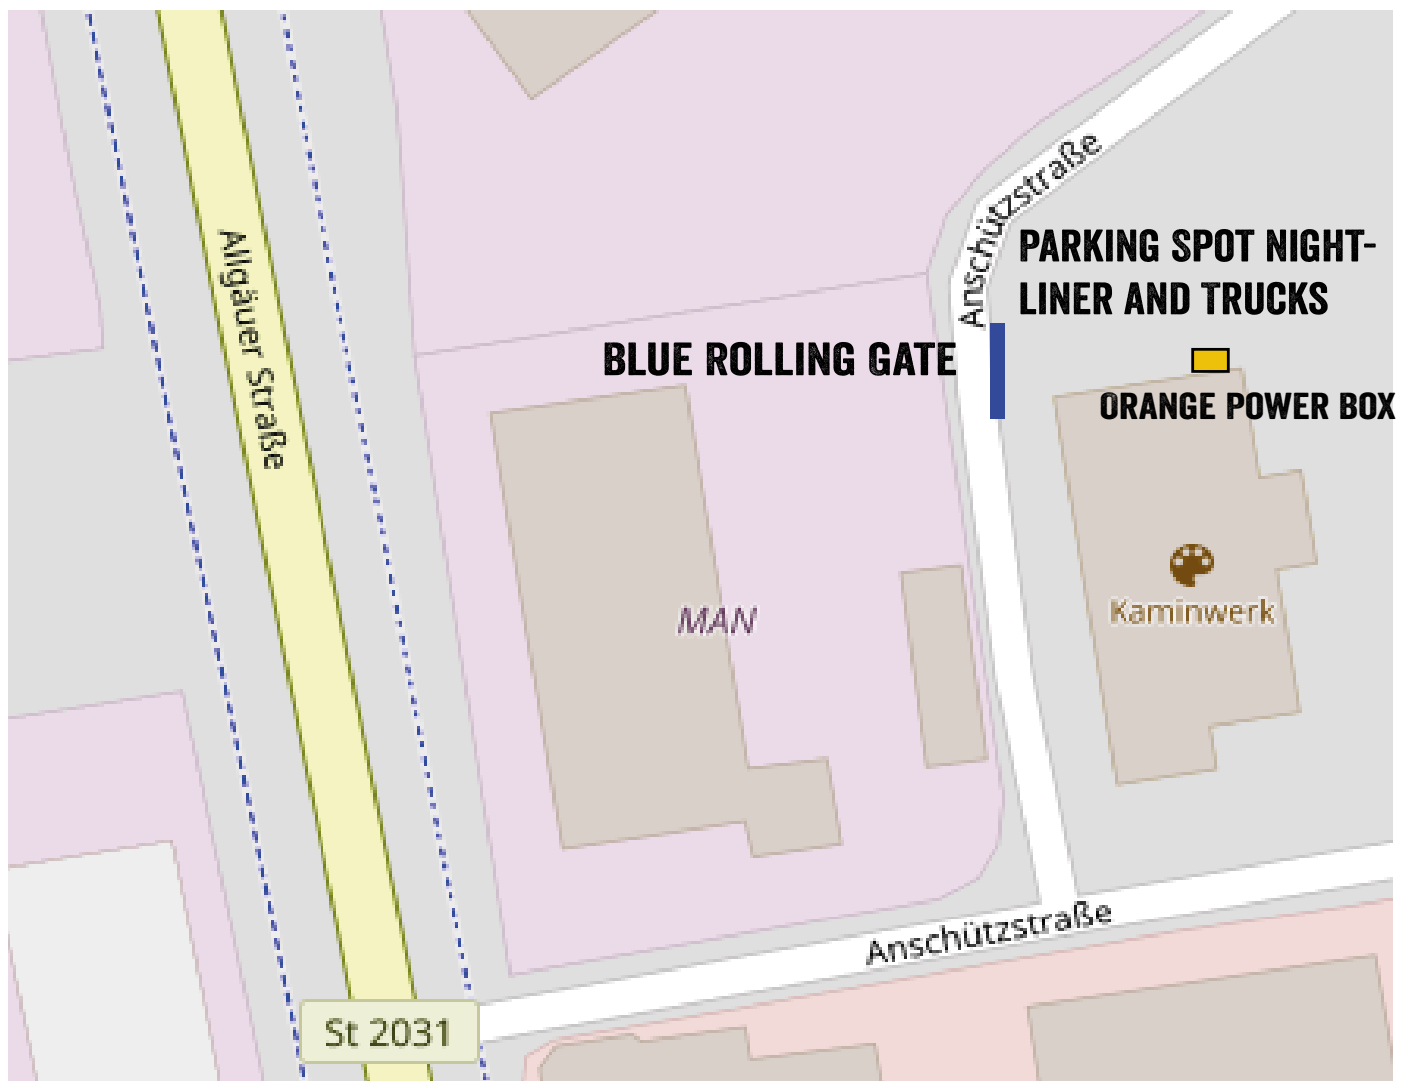 Anschützstraße
PARKING SPOT NIGHT-
LINER AND TRUCKS
Allgäuer Straße
BLUE ROLLING GATE
ORANGE POWER BOX
MAN
Kaminwerk
Anschützstraße
St 2031